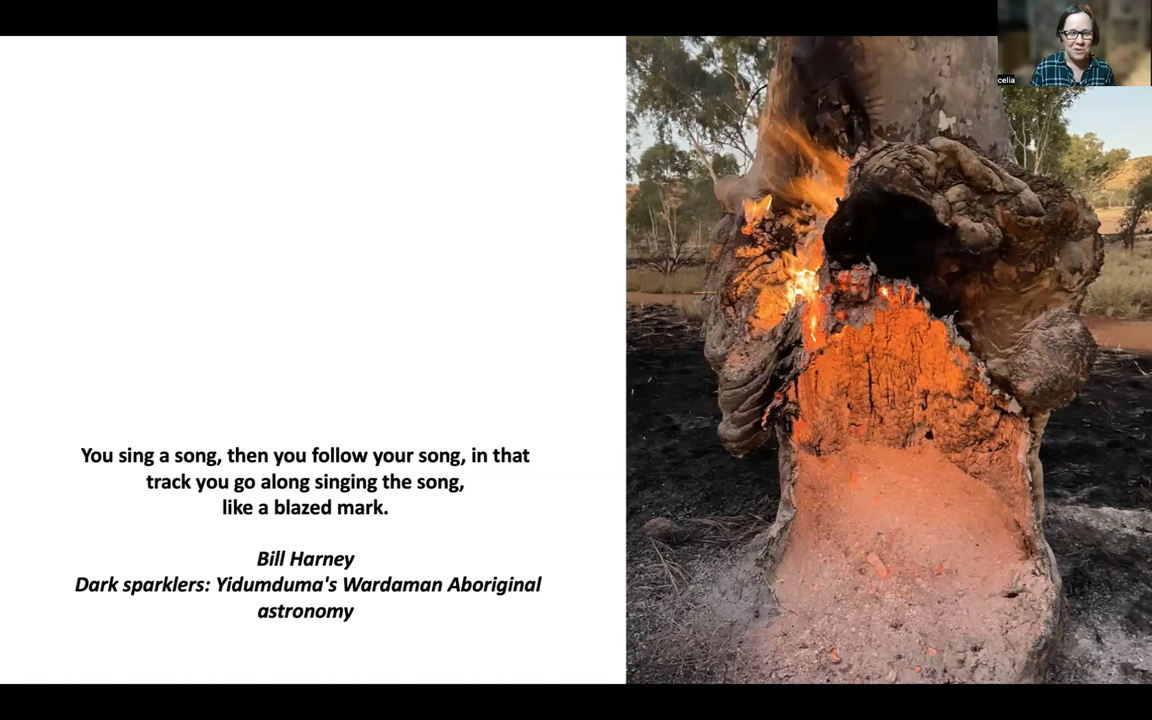 celia
You sing a song, then you follow your song, in that
track you go along singing the song,
like a blazed mark.
Bill Harney
Dark sparklers: Yidumduma's Wardaman Aboriginal
astronomy